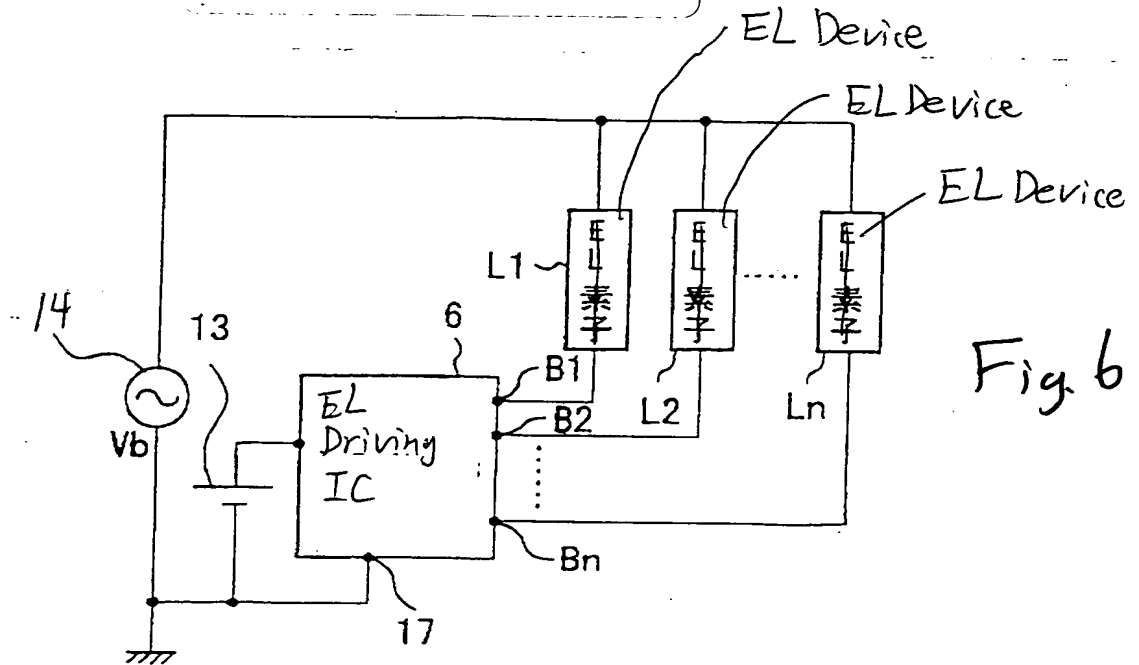 EL Device
EL Device
EL Device
EL素子
EL素子
EL素子
L1
.....
14
13
6
B1
L2
Ln
Fig. 6
B2
EL
Driving
IC
Vb
Bn
17